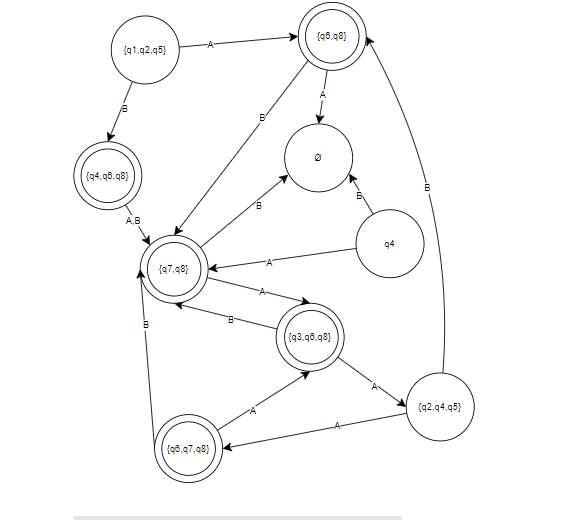 {q6,q8}
{q1,q2,q5}
A
A
B
B
Ø
{q4,q6,q8}
B
B
B
A,B
q4
A
{q7,q8}
A
B
B
{q3,q6,q8}
A
{q2,q4,q5}
A
A
{q6,q7,q8}